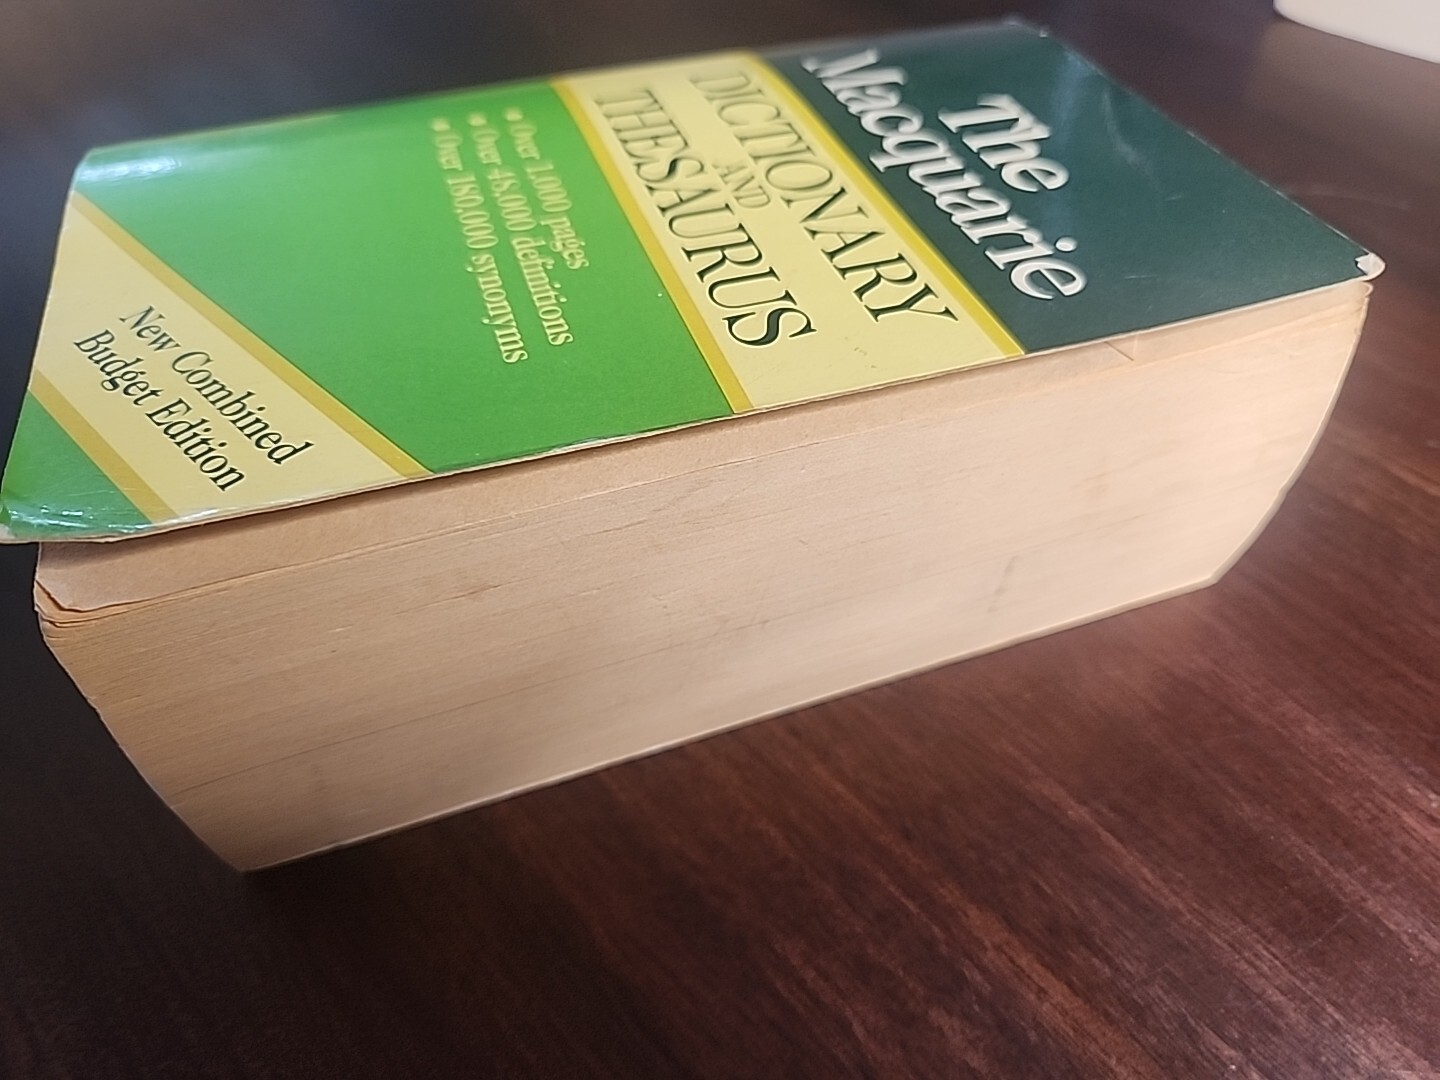 The
Macquarie
DICTIONARY
AND
THESAURUS
▪ Over 1,000 pages
▪ Over 48,000 definitions
▪ Over 180,000 synonyms
New Combined
Budget Edition